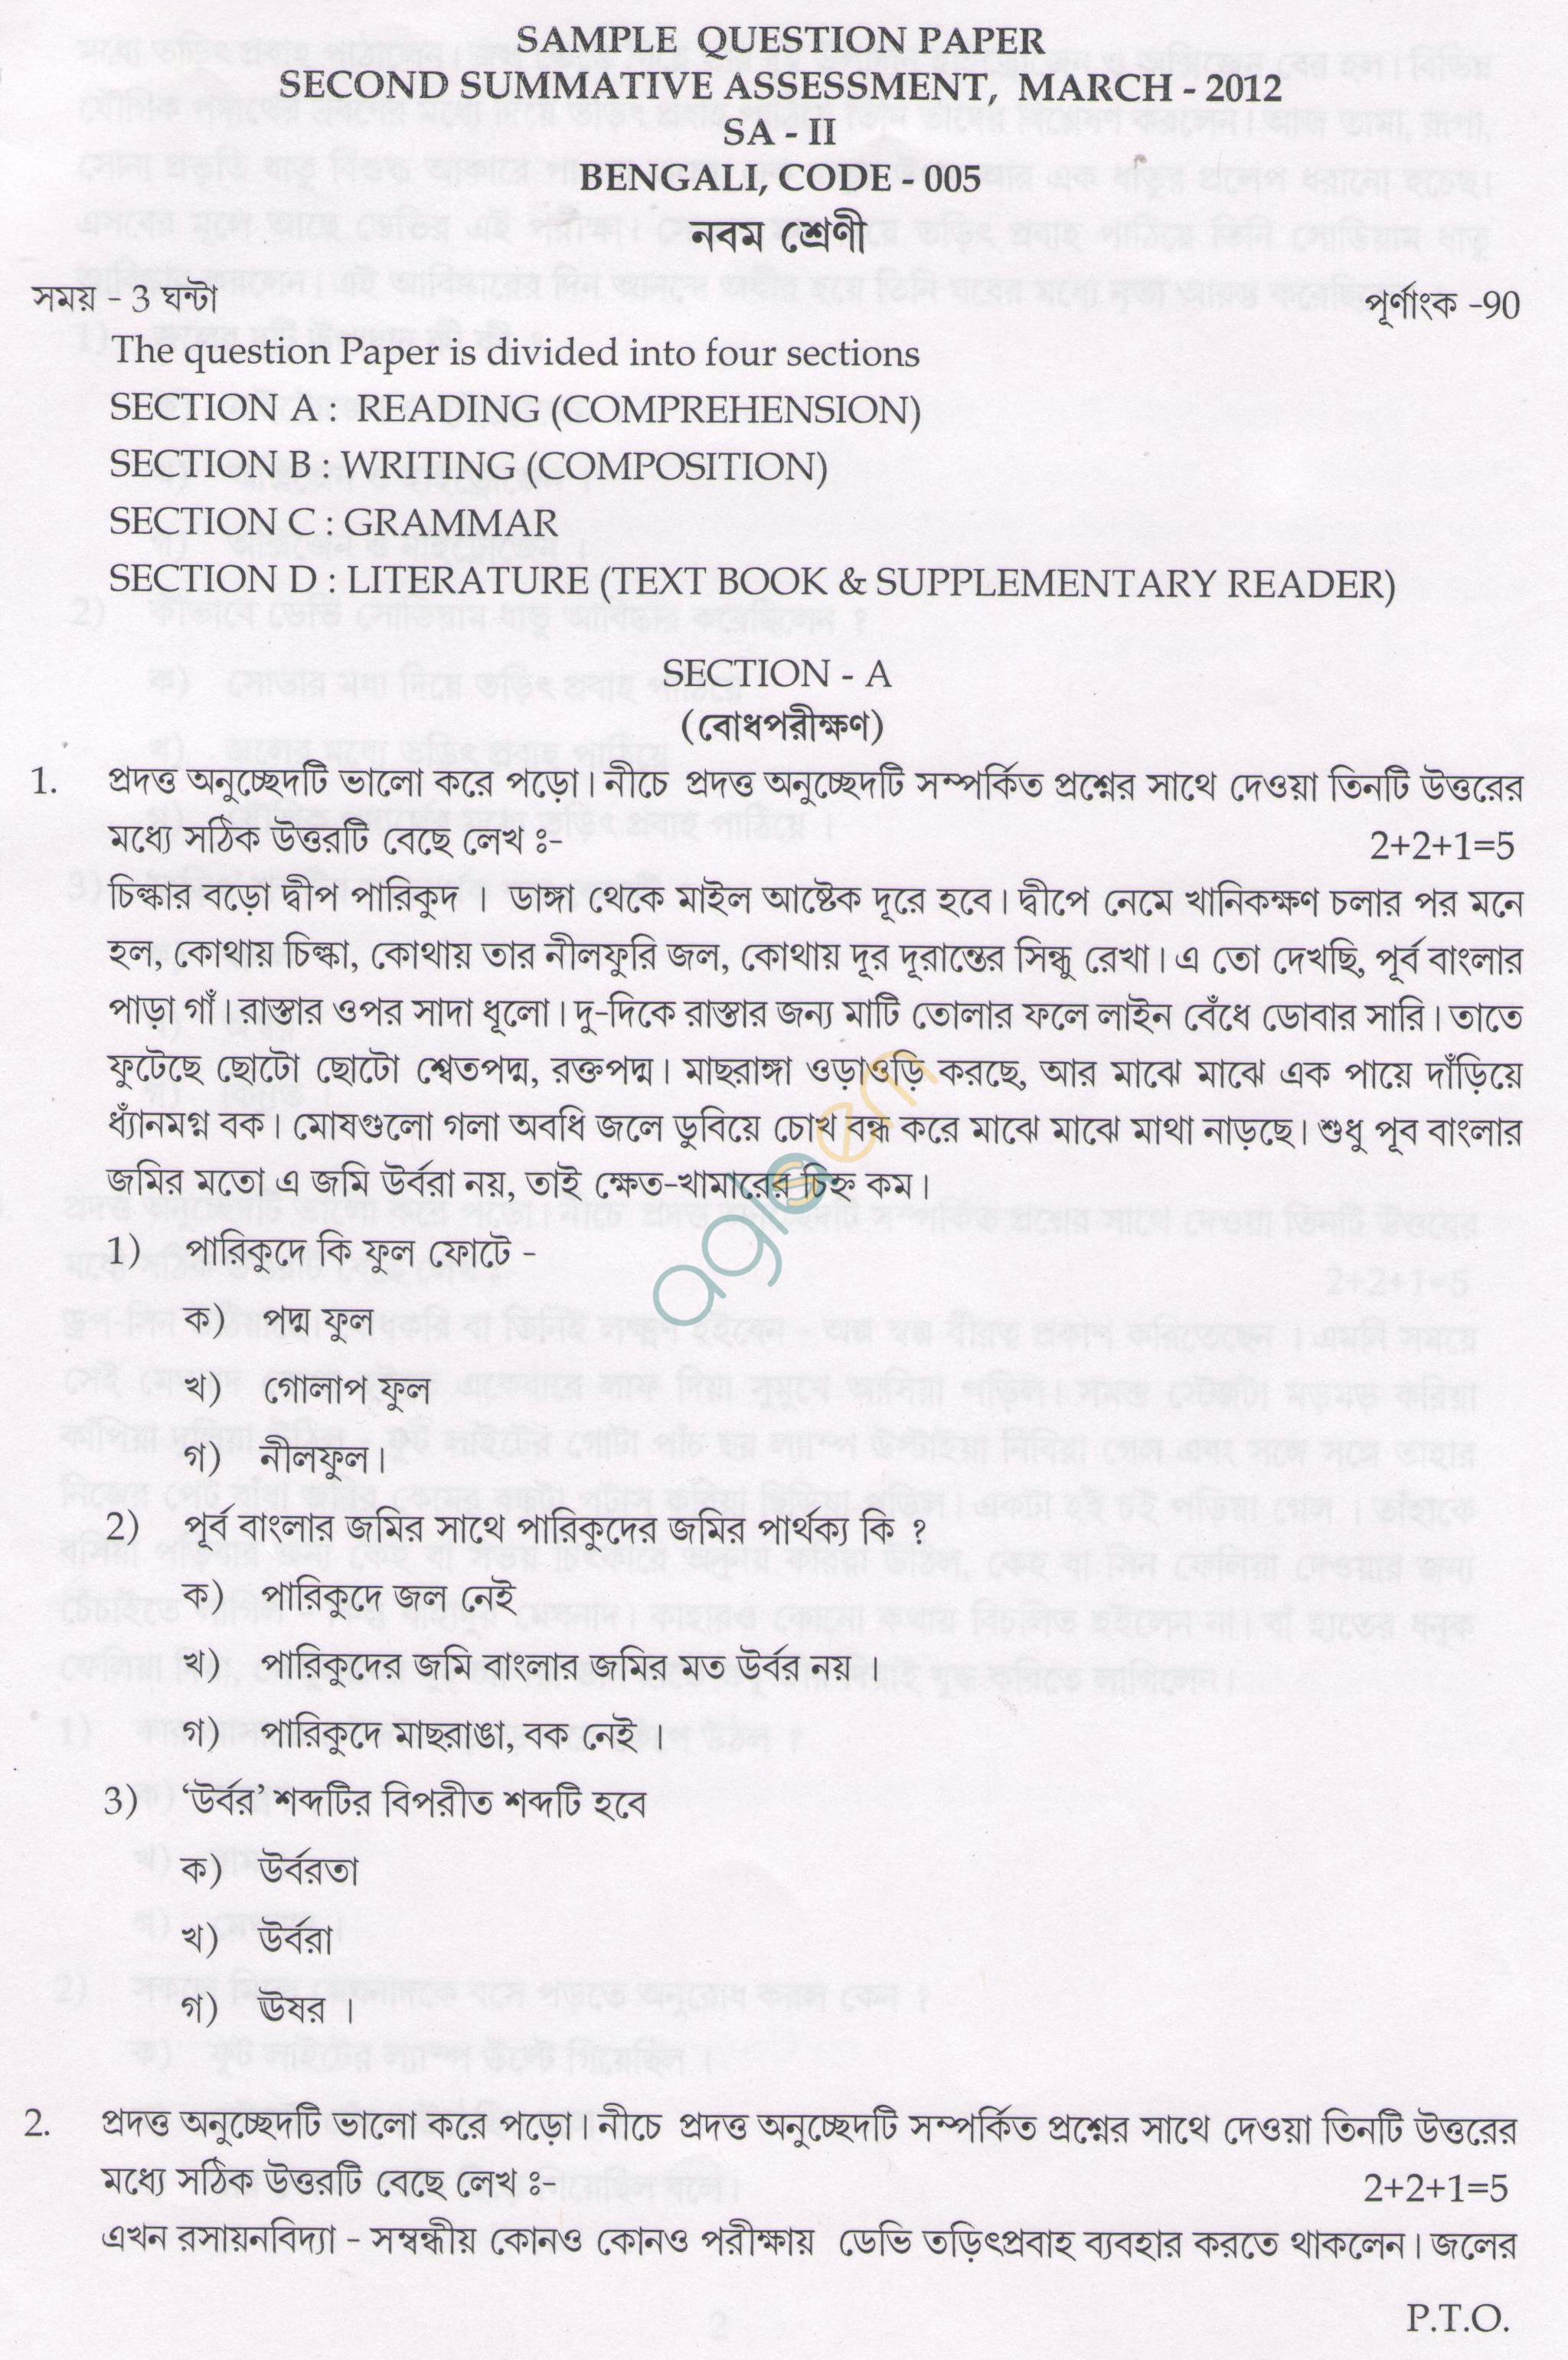 SAMPLE QUESTION PAPER
SECOND SUMMATIVE ASSESSMENT, MARCH - 2012
SA - II
BENGALI, CODE - 005
নবম শ্রেণী
সময় - 3 ঘন্টা পূর্ণাংক -90
The question Paper is divided into four sections
SECTION A : READING (COMPREHENSION)
SECTION B : WRITING (COMPOSITION)
SECTION C : GRAMMAR
SECTION D : LITERATURE (TEXT BOOK & SUPPLEMENTARY READER)
SECTION - A
(বোধপরীক্ষণ)
1. প্রদত্ত অনুচ্ছেদটি ভালো করে পড়ো। নীচে প্রদত্ত অনুচ্ছেদটি সম্পর্কিত প্রশ্নের সাথে দেওয়া তিনটি উত্তরের
মধ্যে সঠিক উত্তরটি বেছে লেখ ঃ- 2+2+1=5
চিল্কার বড়ো দ্বীপ পারিকুদ । ডাঙ্গা থেকে মাইল আষ্টেক দূরে হবে। দ্বীপে নেমে খানিকক্ষণ চলার পর মনে
হল, কোথায় চিল্কা, কোথায় তার নীলফুরি জল, কোথায় দূর দূরান্তের সিন্ধু রেখা। এ তো দেখছি, পূর্ব বাংলার
পাড়া গাঁ। রাস্তার ওপর সাদা ধূলো। দু-দিকে রাস্তার জন্য মাটি তোলার ফলে লাইন বেঁধে ডোবার সারি। তাতে
ফুটেছে ছোটো ছোটো শ্বেতপদ্ম, রক্তপদ্ম। মাছরাঙ্গা ওড়াওড়ি করছে, আর মাঝে মাঝে এক পায়ে দাঁড়িয়ে
ধ্যাঁনমগ্ন বক। মোষগুলো গলা অবধি জলে ডুবিয়ে চোখ বন্ধ করে মাঝে মাঝে মাথা নাড়ছে। শুধু পূব বাংলার
জমির মতো এ জমি উর্বরা নয়, তাই ক্ষেত-খামারের চিহ্ন কম।
aglasem
1) পারিকুদে কি ফুল ফোটে -
ক) পদ্ম ফুল
খ) গোলাপ ফুল
গ) নীলফুল।
2) পূর্ব বাংলার জমির সাথে পারিকুদের জমির পার্থক্য কি ?
ক) পারিকুদে জল নেই
খ) পারিকুদের জমি বাংলার জমির মত উর্বর নয় ।
গ) পারিকুদে মাছরাঙা, বক নেই ।
3) ‘উর্বর’ শব্দটির বিপরীত শব্দটি হবে
ক) উর্বরতা
খ) উর্বরা
গ) ঊষর ।
2. প্রদত্ত অনুচ্ছেদটি ভালো করে পড়ো। নীচে প্রদত্ত অনুচ্ছেদটি সম্পর্কিত প্রশ্নের সাথে দেওয়া তিনটি উত্তরের
মধ্যে সঠিক উত্তরটি বেছে লেখ ঃ- 2+2+1=5
এখন রসায়নবিদ্যা - সম্বন্ধীয় কোনও কোনও পরীক্ষায় ডেভি তড়িৎপ্রবাহ ব্যবহার করতে থাকলেন। জলের
P.T.O.